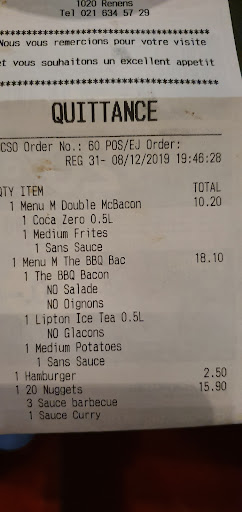 1020 Renens
Tel 021 634 57 29
********************************
Nous vous remercions pour votre visite
et vous souhaitons un excellent appetit
********************************
QUITTANCE
CSO Order No.: 60 POS/EJ Order:
REG 31- 08/12/2019 19:46:28
QTY ITEM TOTAL
1 Menu M Double McBacon 10.20
1 Coca Zero 0.5L
1 Medium Frites
1 Sans Sauce
1 Menu M The BBQ Bac 18.10
1 The BBQ Bacon
NO Salade
NO Oignons
1 Lipton Ice Tea 0.5L
NO Glacons
1 Medium Potatoes
1 Sans Sauce
1 Hamburger 2.50
1 20 Nuggets 15.90
3 Sauce barbecue
1 Sauce Curry